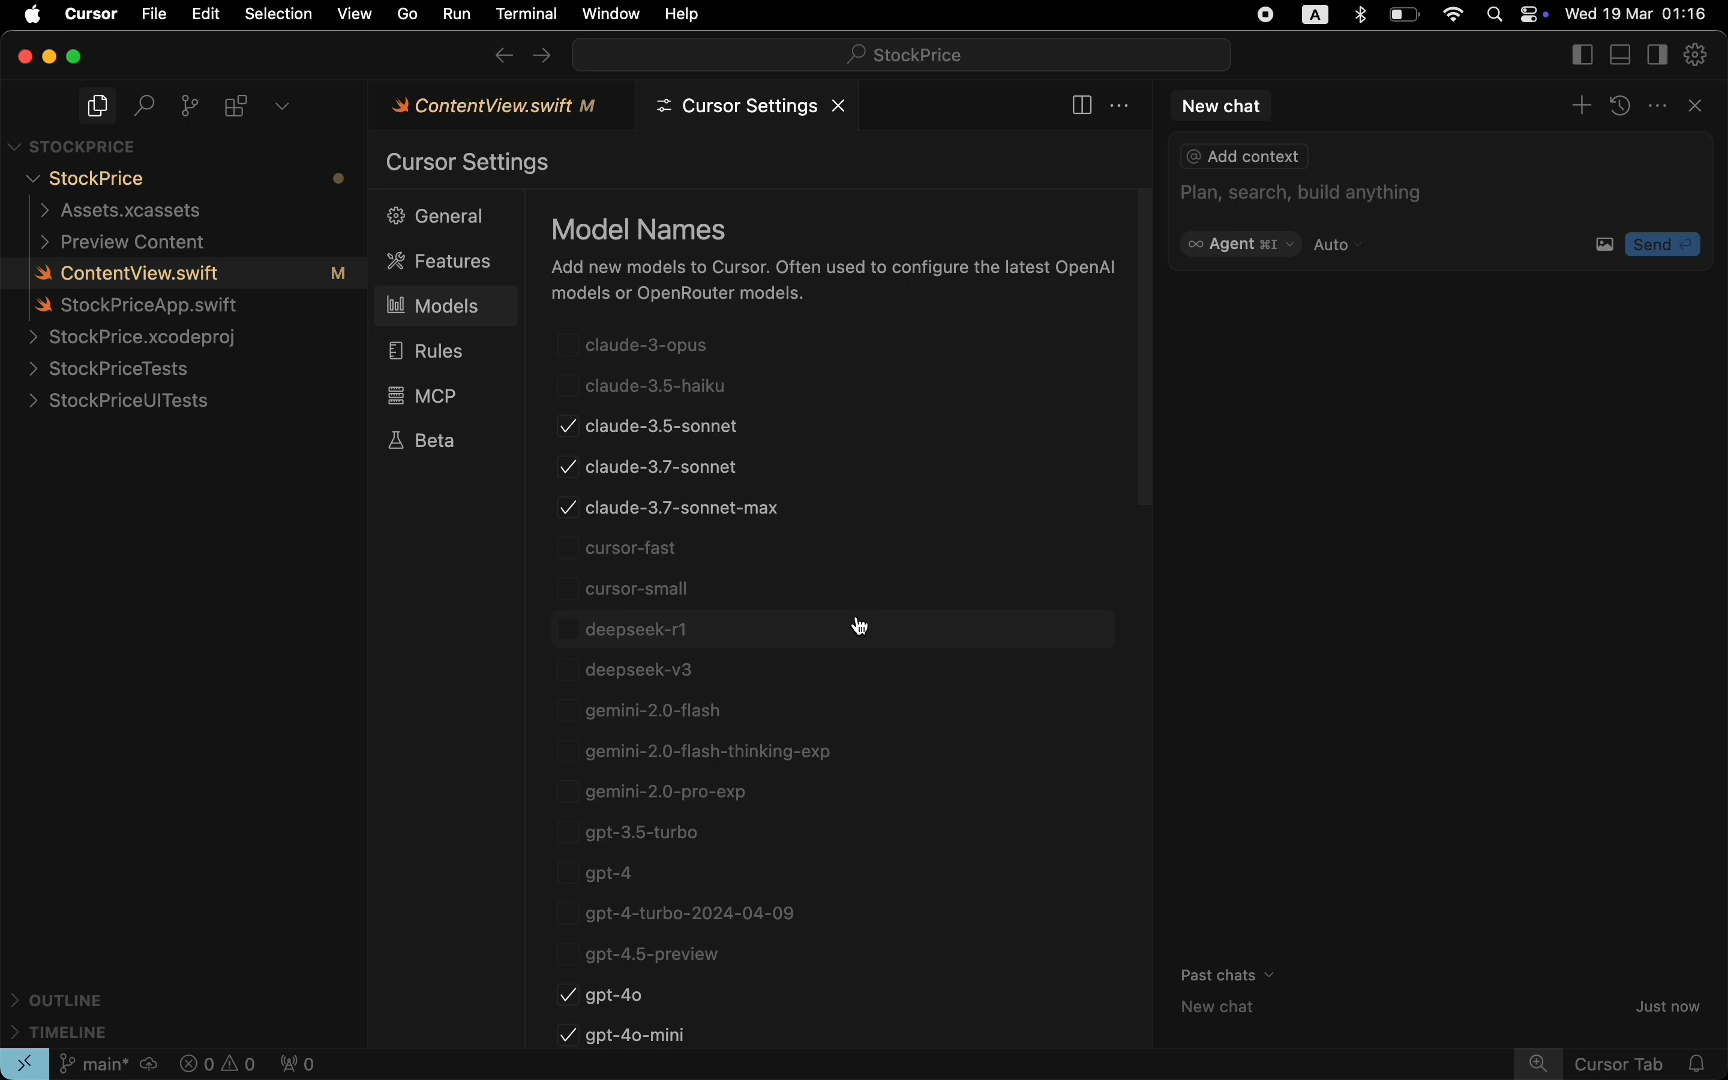 Cursor File Edit Selection View Go Run Terminal Window Help
A
Wed 19 Mar 01:16
StockPrice
ContentView.swift M
Cursor Settings
New chat
STOCKPRICE
StockPrice
Assets.xcassets
Preview Content
ContentView.swift M
StockPriceApp.swift
StockPrice.xcodeproj
StockPriceTests
StockPriceUITests
OUTLINE
TIMELINE
Cursor Settings
General
Features
Models
Rules
MCP
Beta
Model Names
Add new models to Cursor. Often used to configure the latest OpenAI
models or OpenRouter models.
claude-3-opus
claude-3.5-haiku
claude-3.5-sonnet
claude-3.7-sonnet
claude-3.7-sonnet-max
cursor-fast
cursor-small
deepseek-r1
deepseek-v3
gemini-2.0-flash
gemini-2.0-flash-thinking-exp
gemini-2.0-pro-exp
gpt-3.5-turbo
gpt-4
gpt-4-turbo-2024-04-09
gpt-4.5-preview
gpt-4o
gpt-4o-mini
@ Add context
Plan, search, build anything
∞ Agent ⌘I Auto
Send ⏎
Past chats
New chat Just now
main* 0 0 0
Cursor Tab